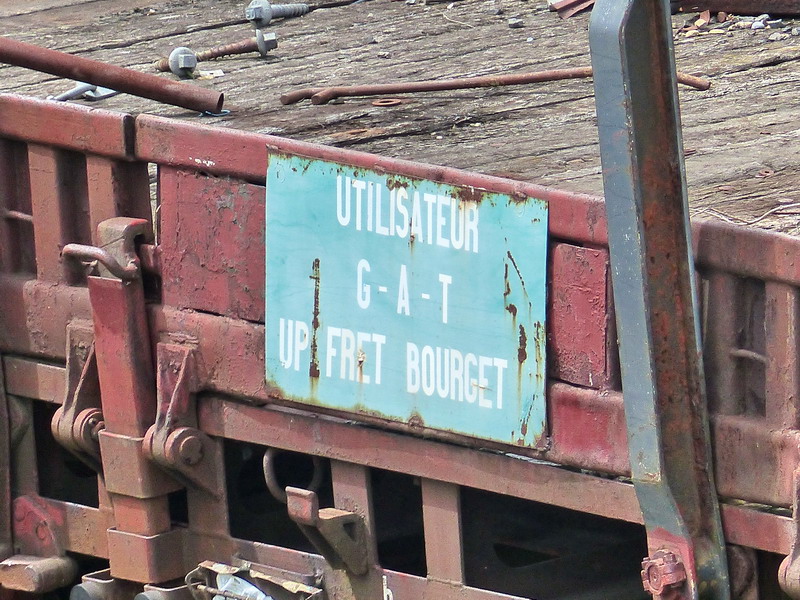 UTILISATEUR
G-A-T
UP FRET BOURGET